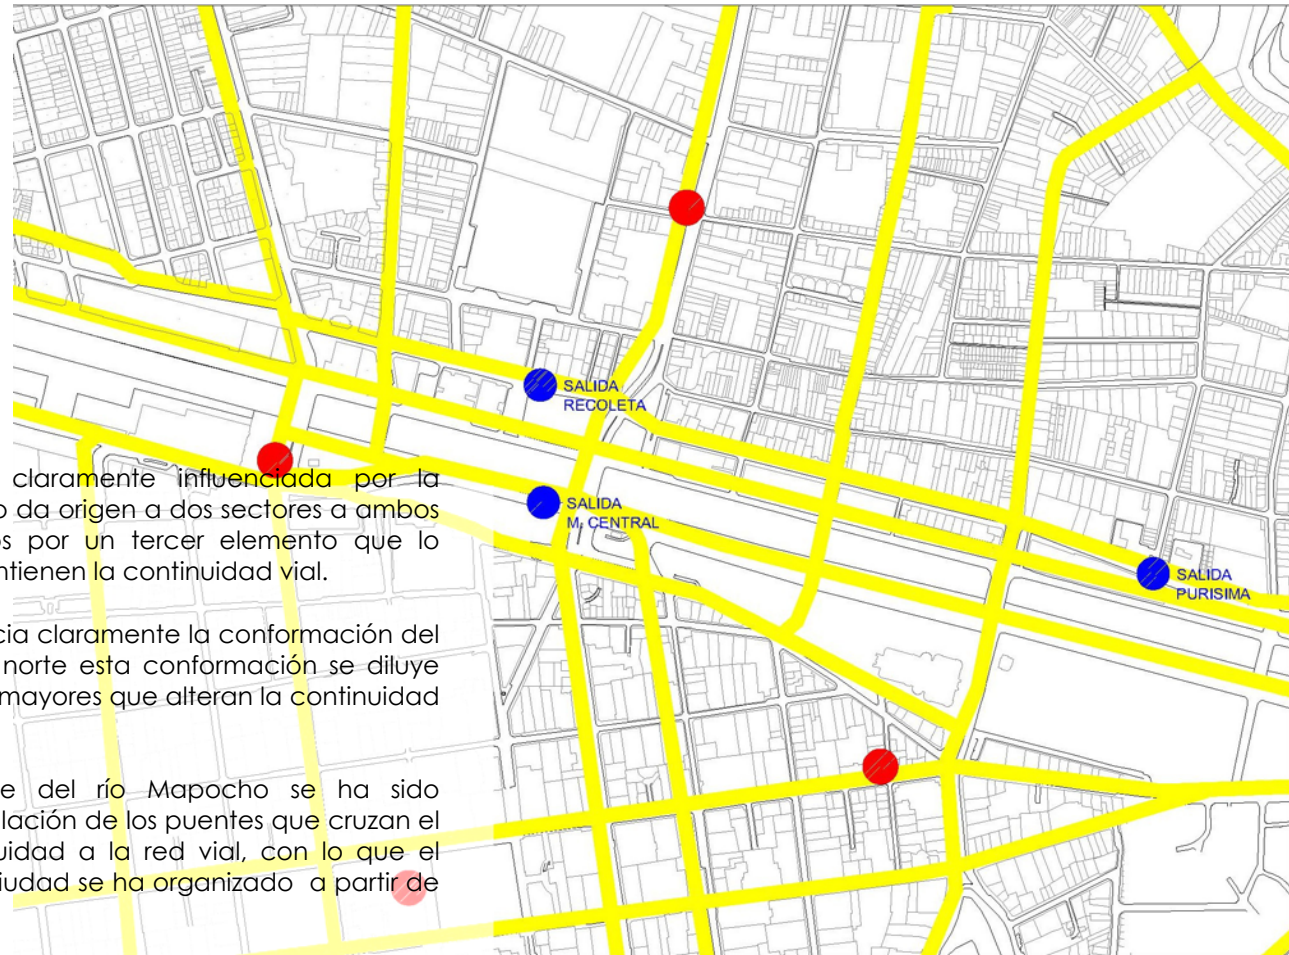 SALIDA
RECOLETA
SALIDA
M. CENTRAL
SALIDA
PURISIMA
claramente influenciada por la
o da origen a dos sectores a ambos
s por un tercer elemento que lo
ntienen la continuidad vial.
cia claramente la conformación del
norte esta conformación se diluye
mayores que alteran la continuidad
e del río Mapocho se ha sido
lación de los puentes que cruzan el
uidad a la red vial, con lo que el
iudad se ha organizado a partir de